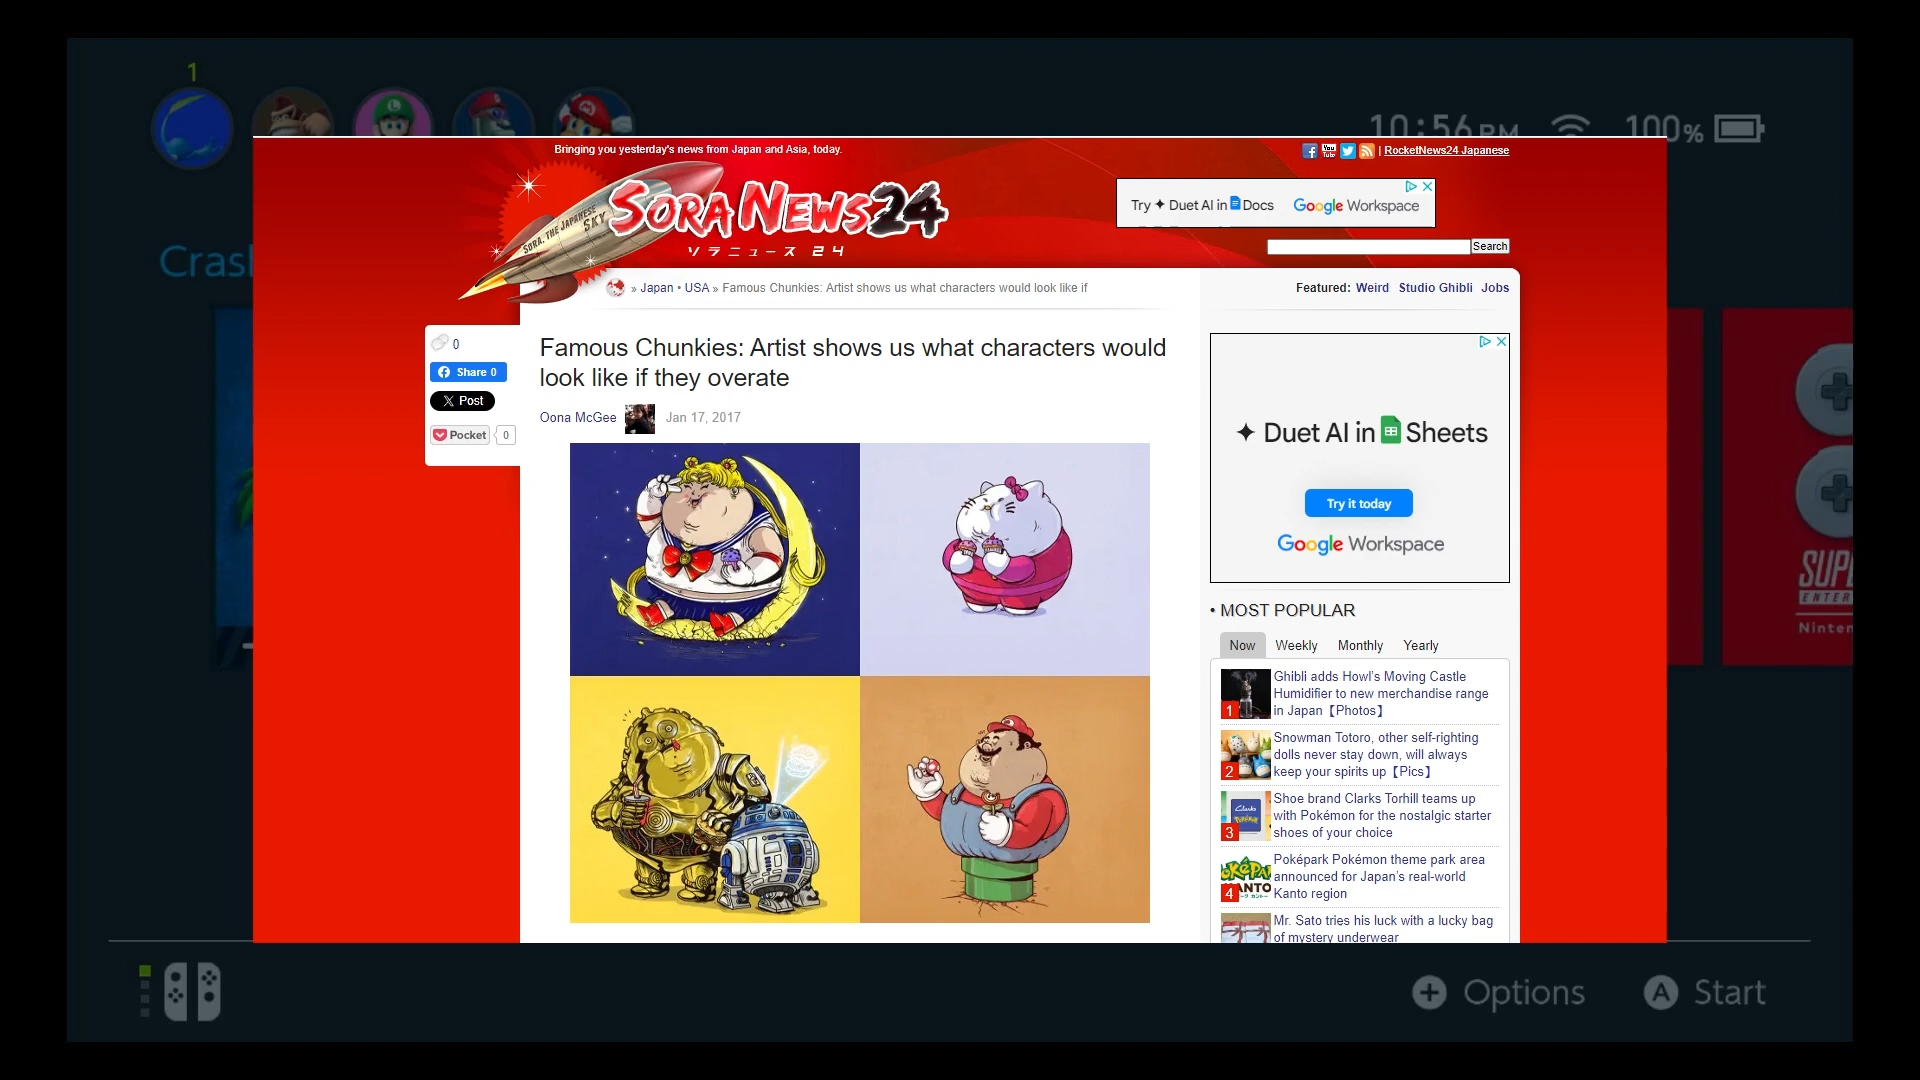 1
10:56 PM
100%
Bringing you yesterday's news from Japan and Asia, today.
| RocketNews24 Japanese
SORA, THE JAPANESE SKY
SORA NEWS24
ソラニュース 24
Try ✦ Duet AI in Docs Google Workspace
Search
» Japan • USA » Famous Chunkies: Artist shows us what characters would look like if
Featured: Weird Studio Ghibli Jobs
0
Share 0
Post
Pocket 0
Famous Chunkies: Artist shows us what characters would
look like if they overate
Oona McGee Jan 17, 2017
✦ Duet AI in Sheets
Try it today
Google Workspace
• MOST POPULAR
Now Weekly Monthly Yearly
1 Ghibli adds Howl's Moving Castle
Humidifier to new merchandise range
in Japan【Photos】
2 Snowman Totoro, other self-righting
dolls never stay down, will always
keep your spirits up【Pics】
3 Shoe brand Clarks Torhill teams up
with Pokémon for the nostalgic starter
shoes of your choice
4 Poképark Pokémon theme park area
announced for Japan's real-world
Kanto region
Mr. Sato tries his luck with a lucky bag
of mystery underwear
Options
Start